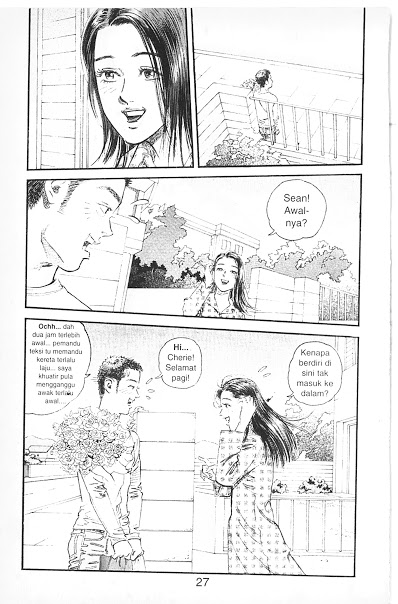 Sean!
Awal-
nya?
Ochh... dah
dua jam terlebih
awal... pemandu
teksi tu memandu
kereta terlalu
laju... saya
khuatir pula
mengganggu
awak terlalu
awal...
Hi...
Cherie!
Selamat
pagi!
Kenapa
berdiri di
sini tak
masuk ke
dalam?
27